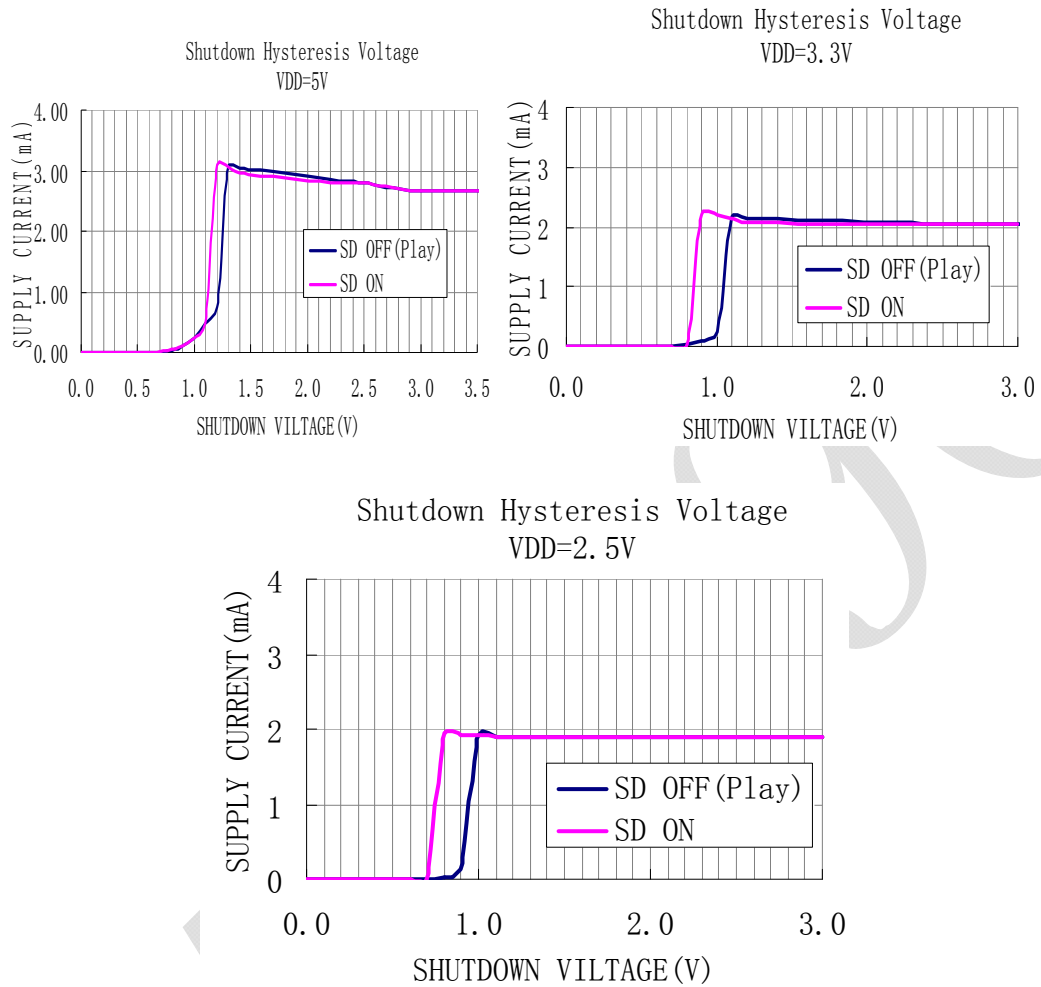 Shutdown Hysteresis Voltage
VDD=5V
SUPPLY CURRENT(mA)
4.00
3.00
2.00
1.00
0.00
SD OFF(Play)
SD ON
0.0 0.5 1.0 1.5 2.0 2.5 3.0 3.5
SHUTDOWN VILTAGE(V)
Shutdown Hysteresis Voltage
VDD=3.3V
SUPPLY CURRENT(mA)
4
3
2
1
0
SD OFF(Play)
SD ON
0.0 1.0 2.0 3.0
SHUTDOWN VILTAGE(V)
Shutdown Hysteresis Voltage
VDD=2.5V
SUPPLY CURRENT(mA)
4
3
2
1
0
SD OFF(Play)
SD ON
0.0 1.0 2.0 3.0
SHUTDOWN VILTAGE(V)